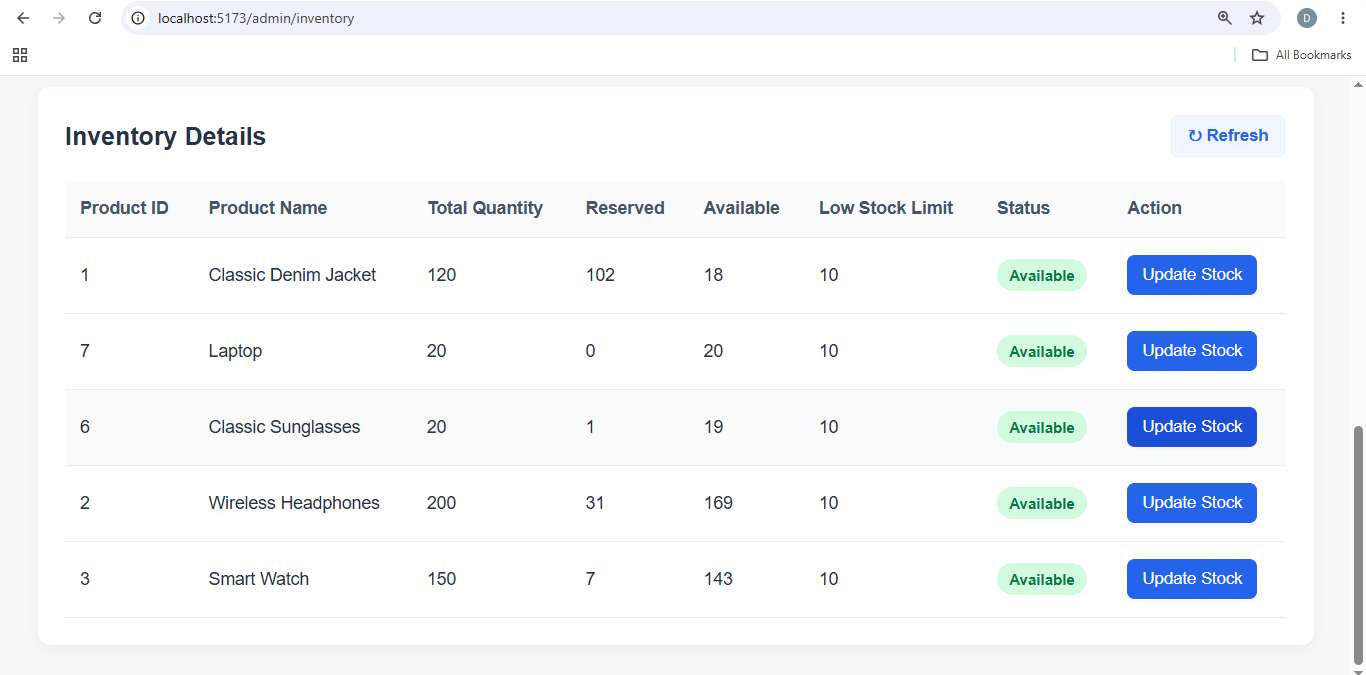 localhost:5173/admin/inventory
D
All Bookmarks
Inventory Details
↻ Refresh
Product ID Product Name Total Quantity Reserved Available Low Stock Limit Status Action
1 Classic Denim Jacket 120 102 18 10 Available Update Stock
7 Laptop 20 0 20 10 Available Update Stock
6 Classic Sunglasses 20 1 19 10 Available Update Stock
2 Wireless Headphones 200 31 169 10 Available Update Stock
3 Smart Watch 150 7 143 10 Available Update Stock